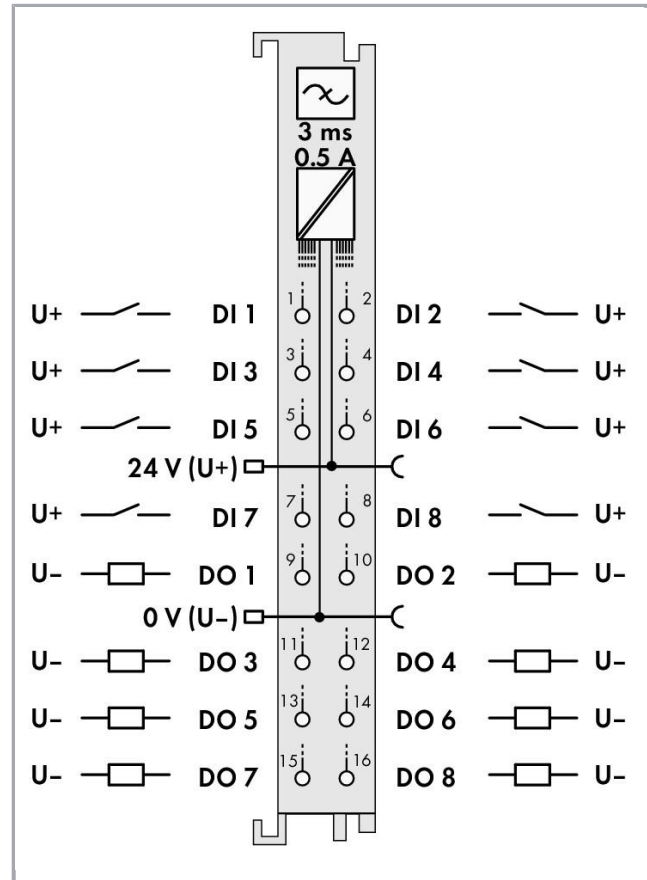 3 ms
0.5 A
U+ DI 1 1 2 DI 2 U+
U+ DI 3 3 4 DI 4 U+
U+ DI 5 5 6 DI 6 U+
24 V (U+)
U+ DI 7 7 8 DI 8 U+
U– DO 1 9 10 DO 2 U–
0 V (U–)
U– DO 3 11 12 DO 4 U–
U– DO 5 13 14 DO 6 U–
U– DO 7 15 16 DO 8 U–